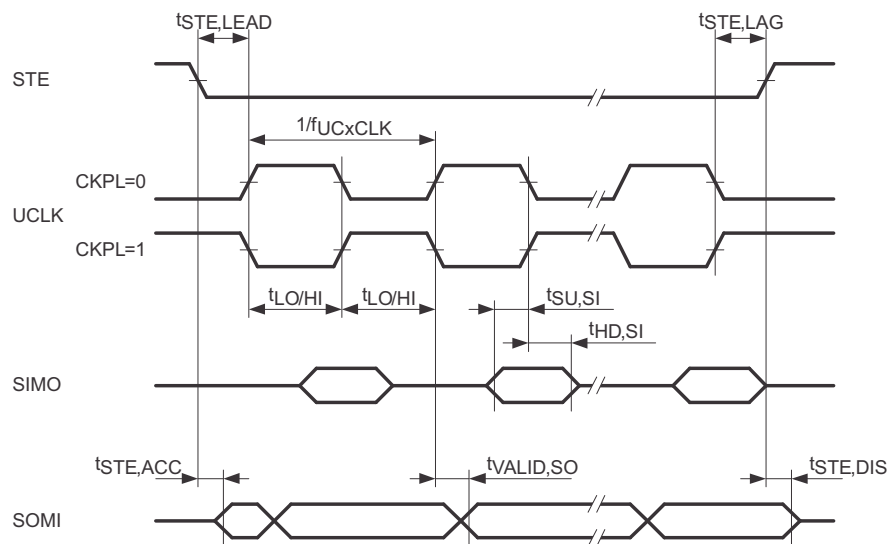 tSTE,LEAD
tSTE,LAG
STE
1/fUCxCLK
CKPL=0
UCLK
CKPL=1
tLO/HI
tLO/HI
tSU,SI
tHD,SI
SIMO
tSTE,ACC
tVALID,SO
tSTE,DIS
SOMI